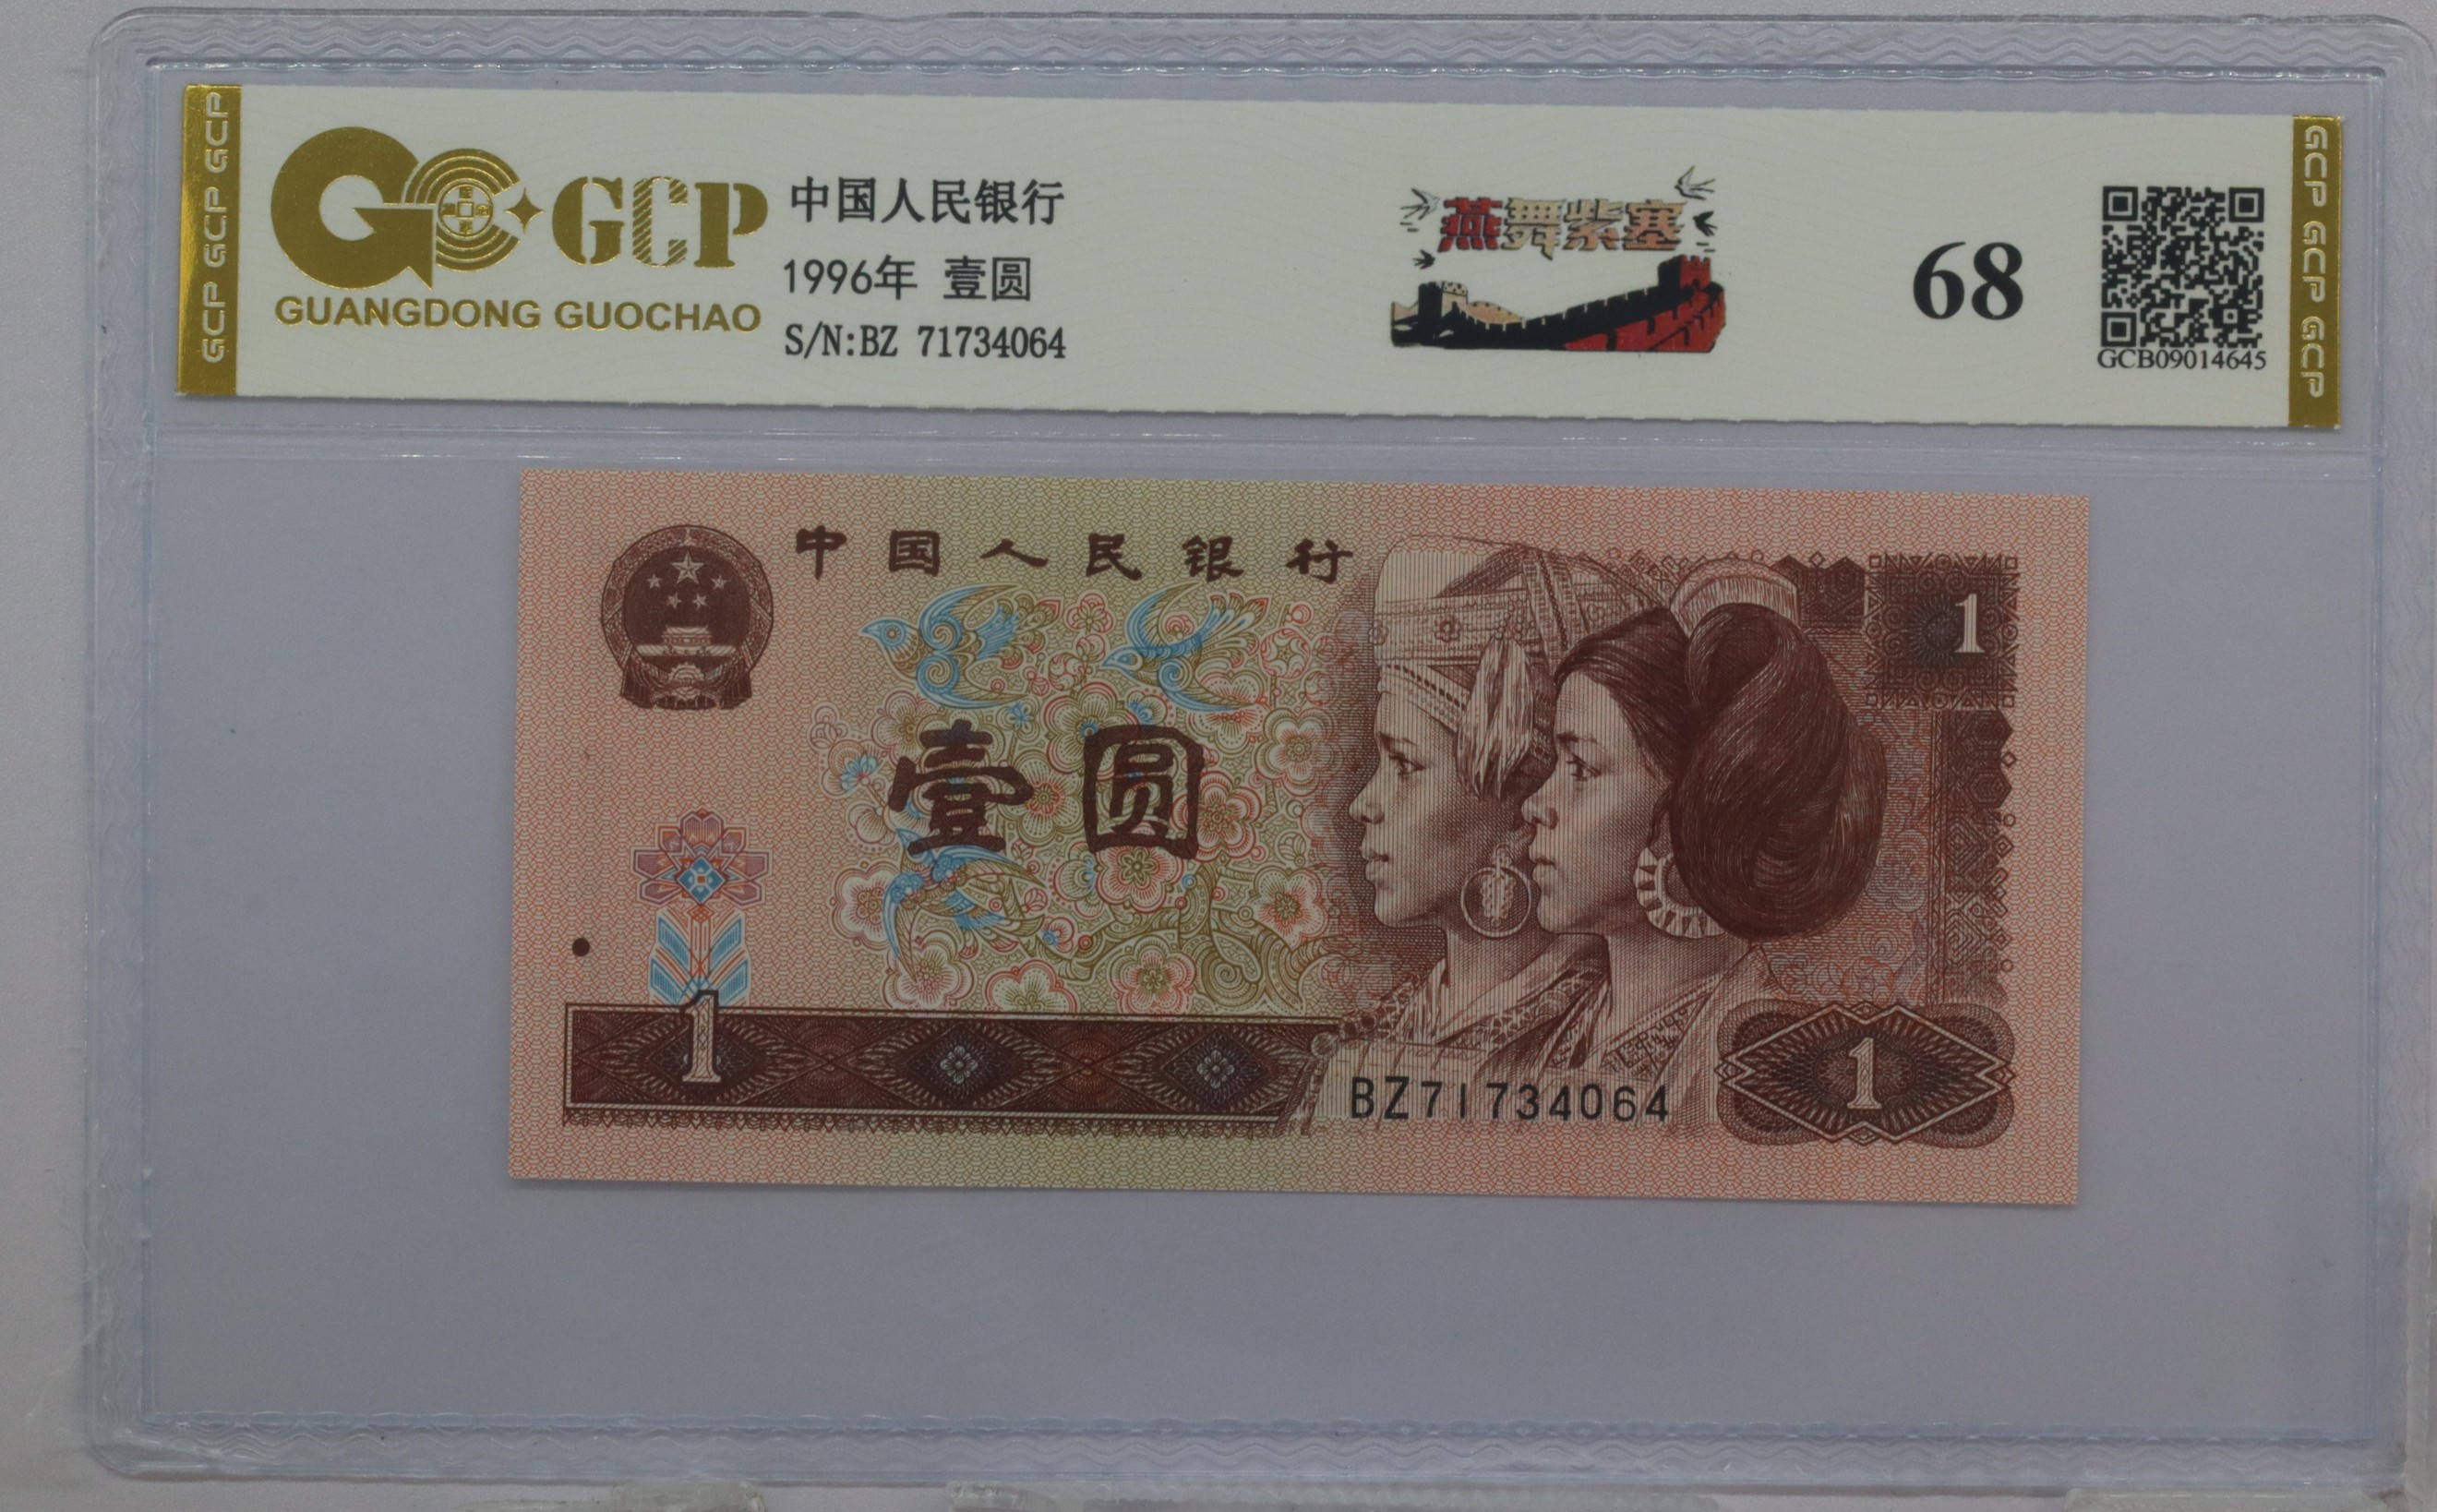 GCP GCP GCP
GCP
GUANGDONG GUOCHAO
中国人民银行
1996年 壹圆
S/N:BZ 71734064
燕舞紫塞
68
GCB09014645
GCP GCP GCP
中国人民银行
1
壹圆
1
BZ71734064
1